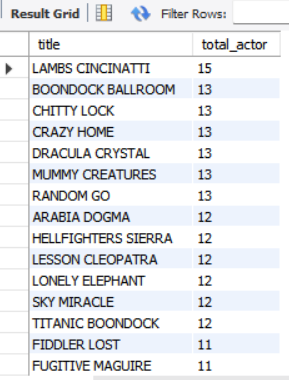 Result Grid Filter Rows:
title total_actor
LAMBS CINCINATTI 15
BOONDOCK BALLROOM 13
CHITTY LOCK 13
CRAZY HOME 13
DRACULA CRYSTAL 13
MUMMY CREATURES 13
RANDOM GO 13
ARABIA DOGMA 12
HELLFIGHTERS SIERRA 12
LESSON CLEOPATRA 12
LONELY ELEPHANT 12
SKY MIRACLE 12
TITANIC BOONDOCK 12
FIDDLER LOST 11
FUGITIVE MAGUIRE 11